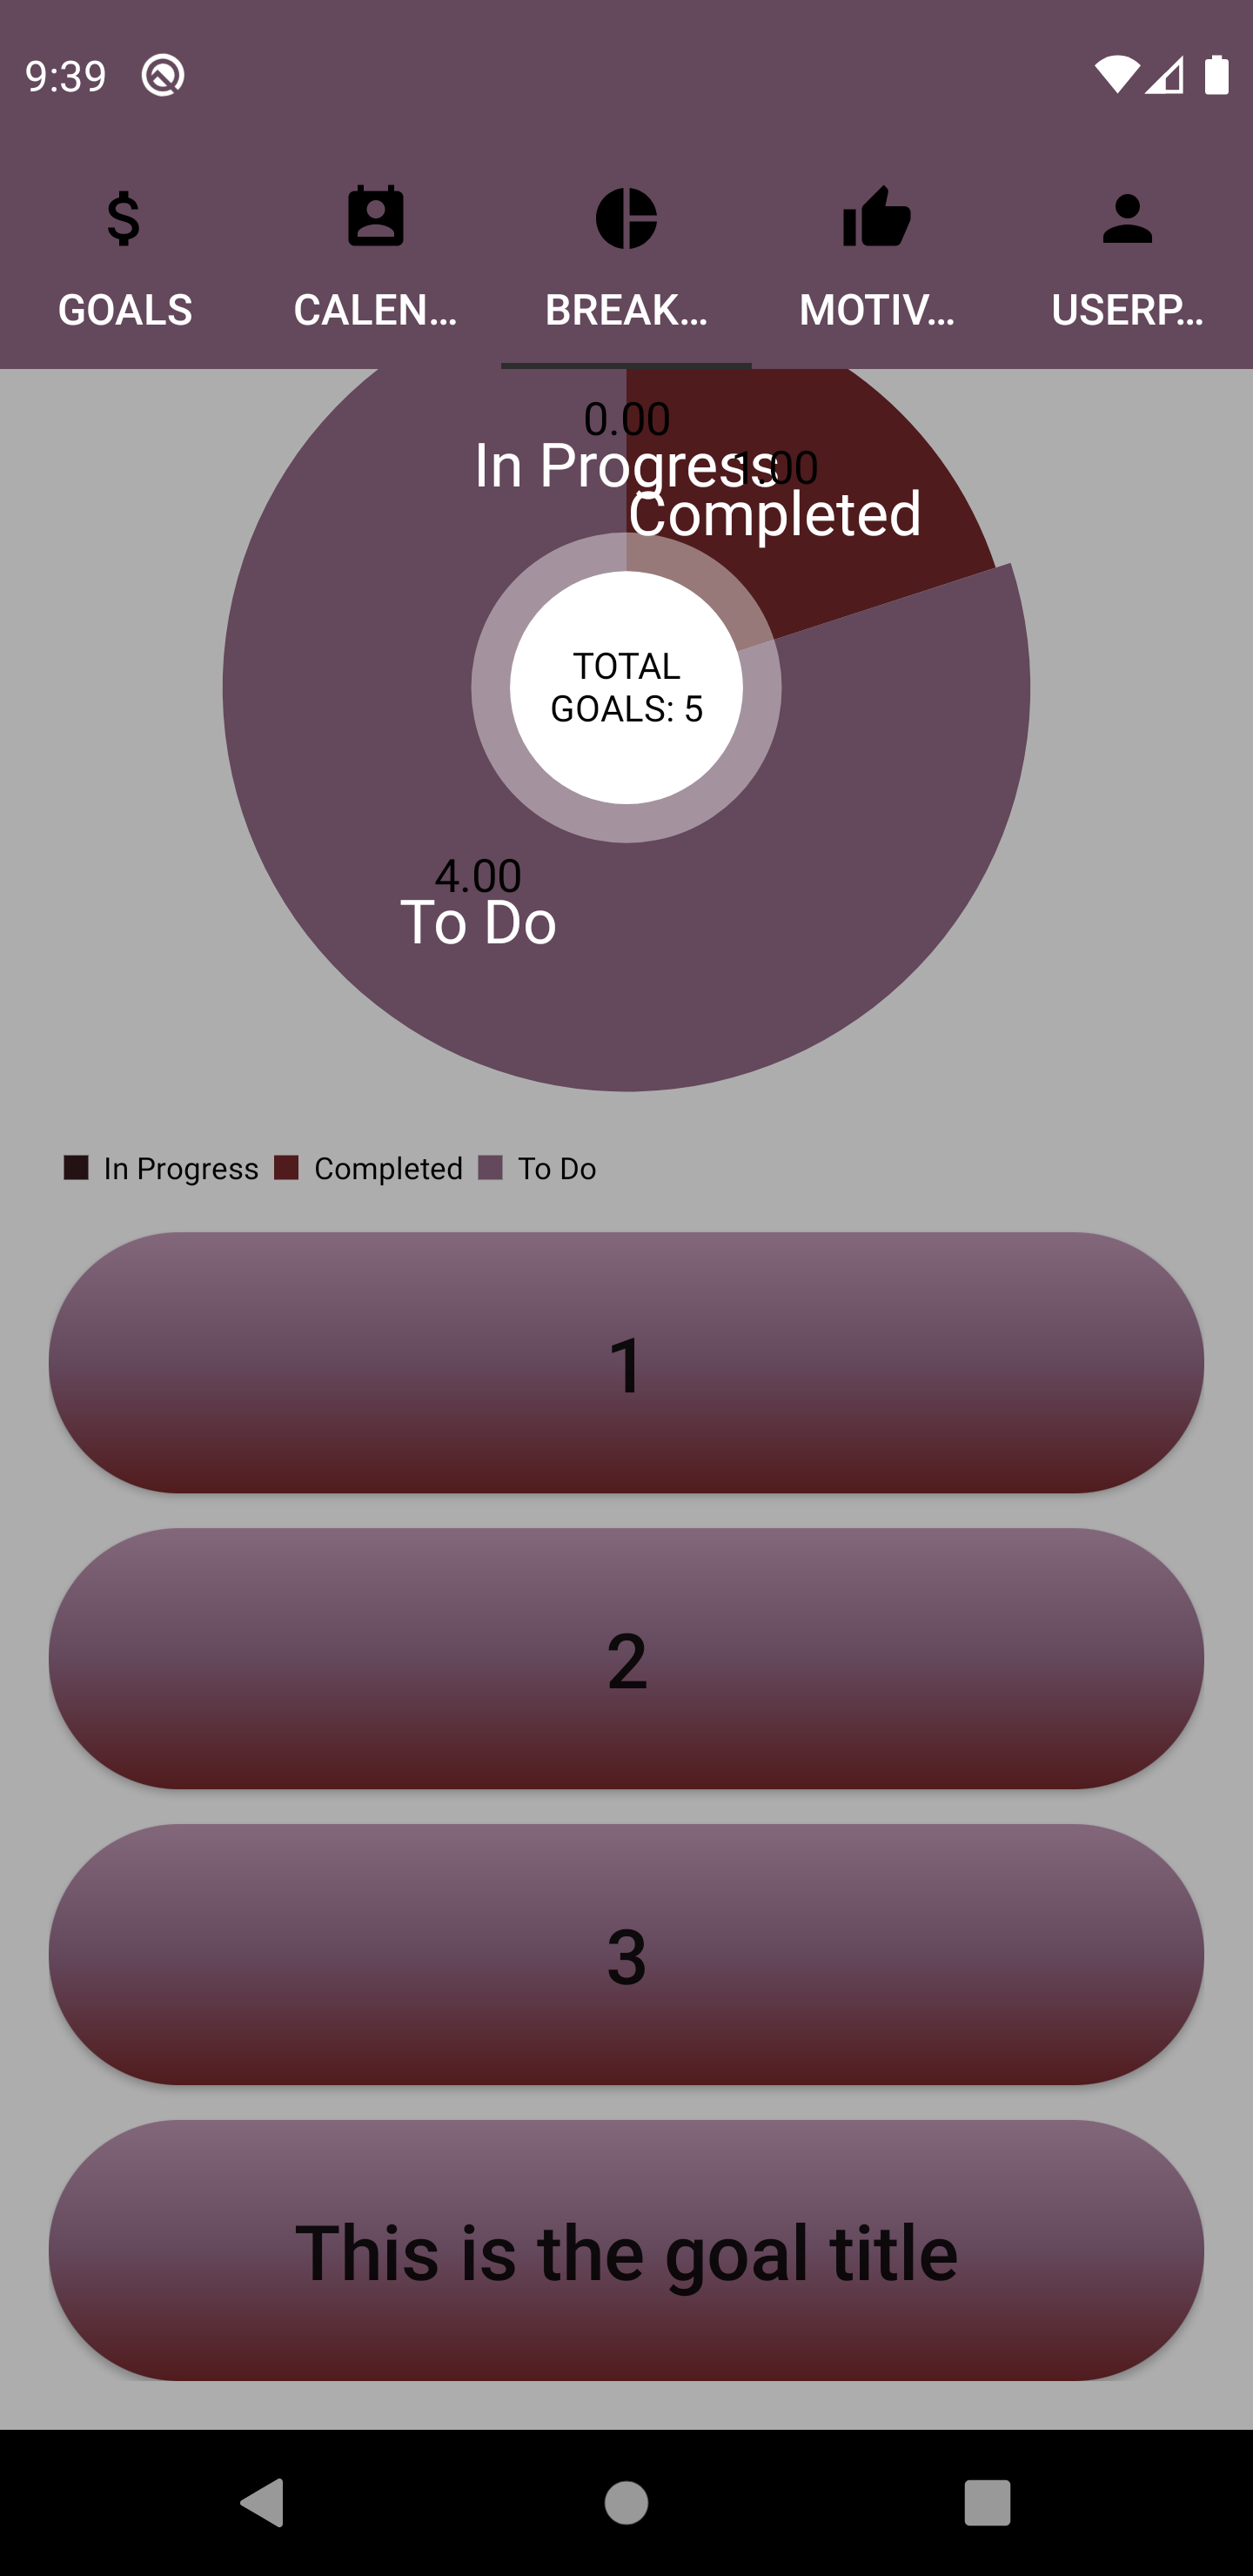 9:39
GOALS CALEN... BREAK... MOTIV... USERP...
0.00
In Progress
1.00
Completed
TOTAL
GOALS: 5
4.00
To Do
In Progress Completed To Do
1
2
3
This is the goal title